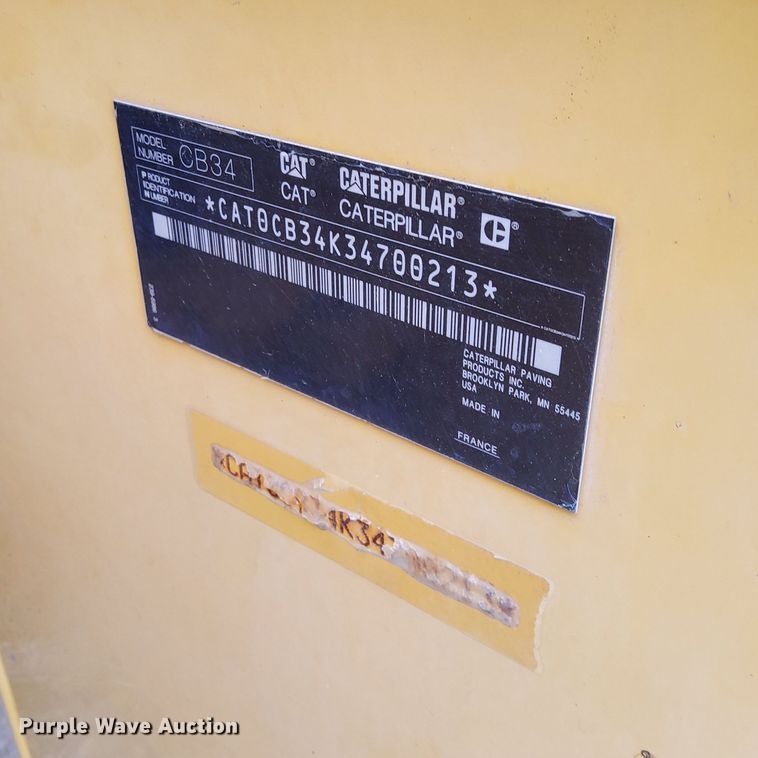 MODEL NUMBER CB34
CAT® CATERPILLAR®
CAT® CATERPILLAR®
PRODUCT IDENTIFICATION NUMBER
*CAT0CB34K34700213*
CATERPILLAR PAVING
PRODUCTS INC.
BROOKLYN PARK, MN 55445
USA
MADE IN
FRANCE
K34
Purple Wave Auction